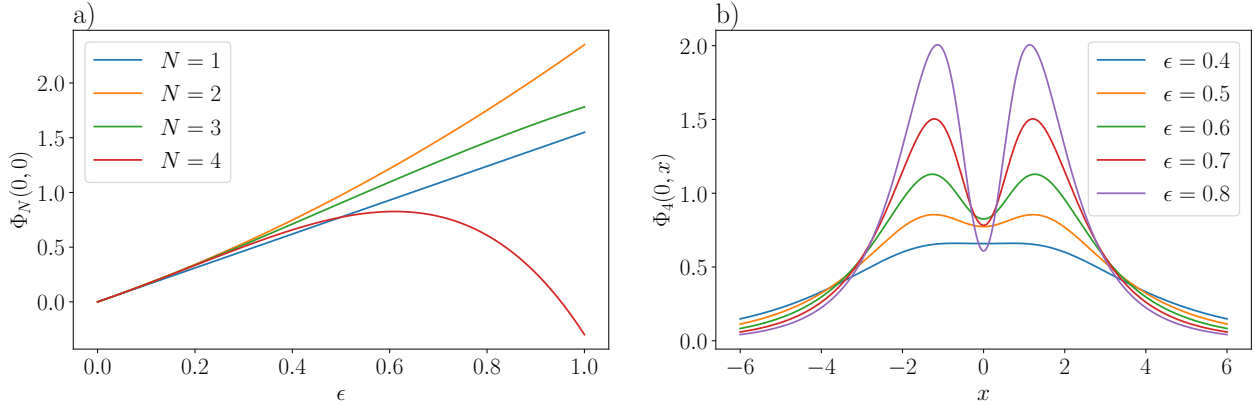 a)
Φ_N(0, 0)
2.0
1.5
1.0
0.5
0.0
N = 1
N = 2
N = 3
N = 4
0.0 0.2 0.4 0.6 0.8 1.0
ϵ
b)
Φ_4(0, x)
2.0
1.5
1.0
0.5
0.0
ϵ = 0.4
ϵ = 0.5
ϵ = 0.6
ϵ = 0.7
ϵ = 0.8
−6 −4 −2 0 2 4 6
x